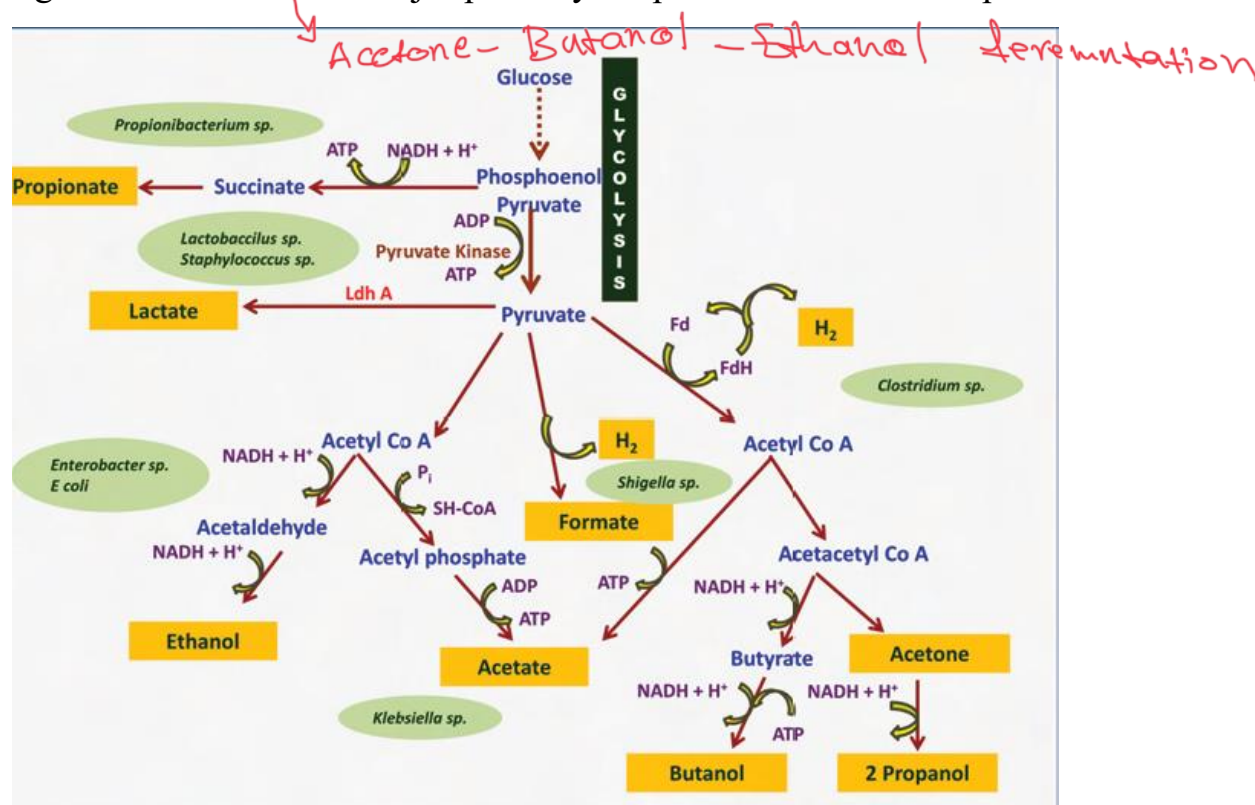 Acetone - Butanol - Ethanol feremntation
Glucose
GLYCOLYSIS
Propionibacterium sp.
ATP NADH + H⁺
Propionate
Succinate
Phosphoenol
Pyruvate
ADP
Pyruvate Kinase
ATP
Lactobaccilus sp.
Staphylococcus sp.
Ldh A
Lactate
Pyruvate
Fd
FdH
H₂
Clostridium sp.
Enterobacter sp.
E coli
NADH + H⁺
Acetyl Co A
Pᵢ
SH-CoA
H₂
Shigella sp.
Acetyl Co A
Acetaldehyde
NADH + H⁺
Acetyl phosphate
Formate
Acetacetyl Co A
ADP
ATP
ATP
NADH + H⁺
Ethanol
Acetate
Butyrate
Acetone
NADH + H⁺
ATP
NADH + H⁺
Klebsiella sp.
Butanol
2 Propanol